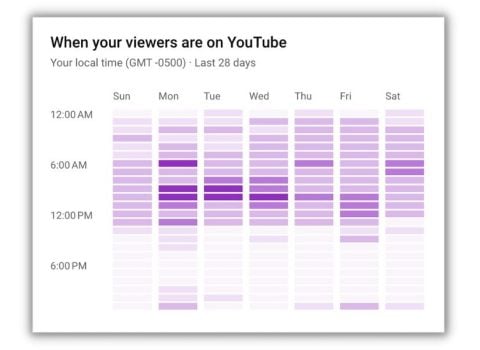 When your viewers are on YouTube
Your local time (GMT -0500) · Last 28 days
Sun Mon Tue Wed Thu Fri Sat
12:00 AM
6:00 AM
12:00 PM
6:00 PM